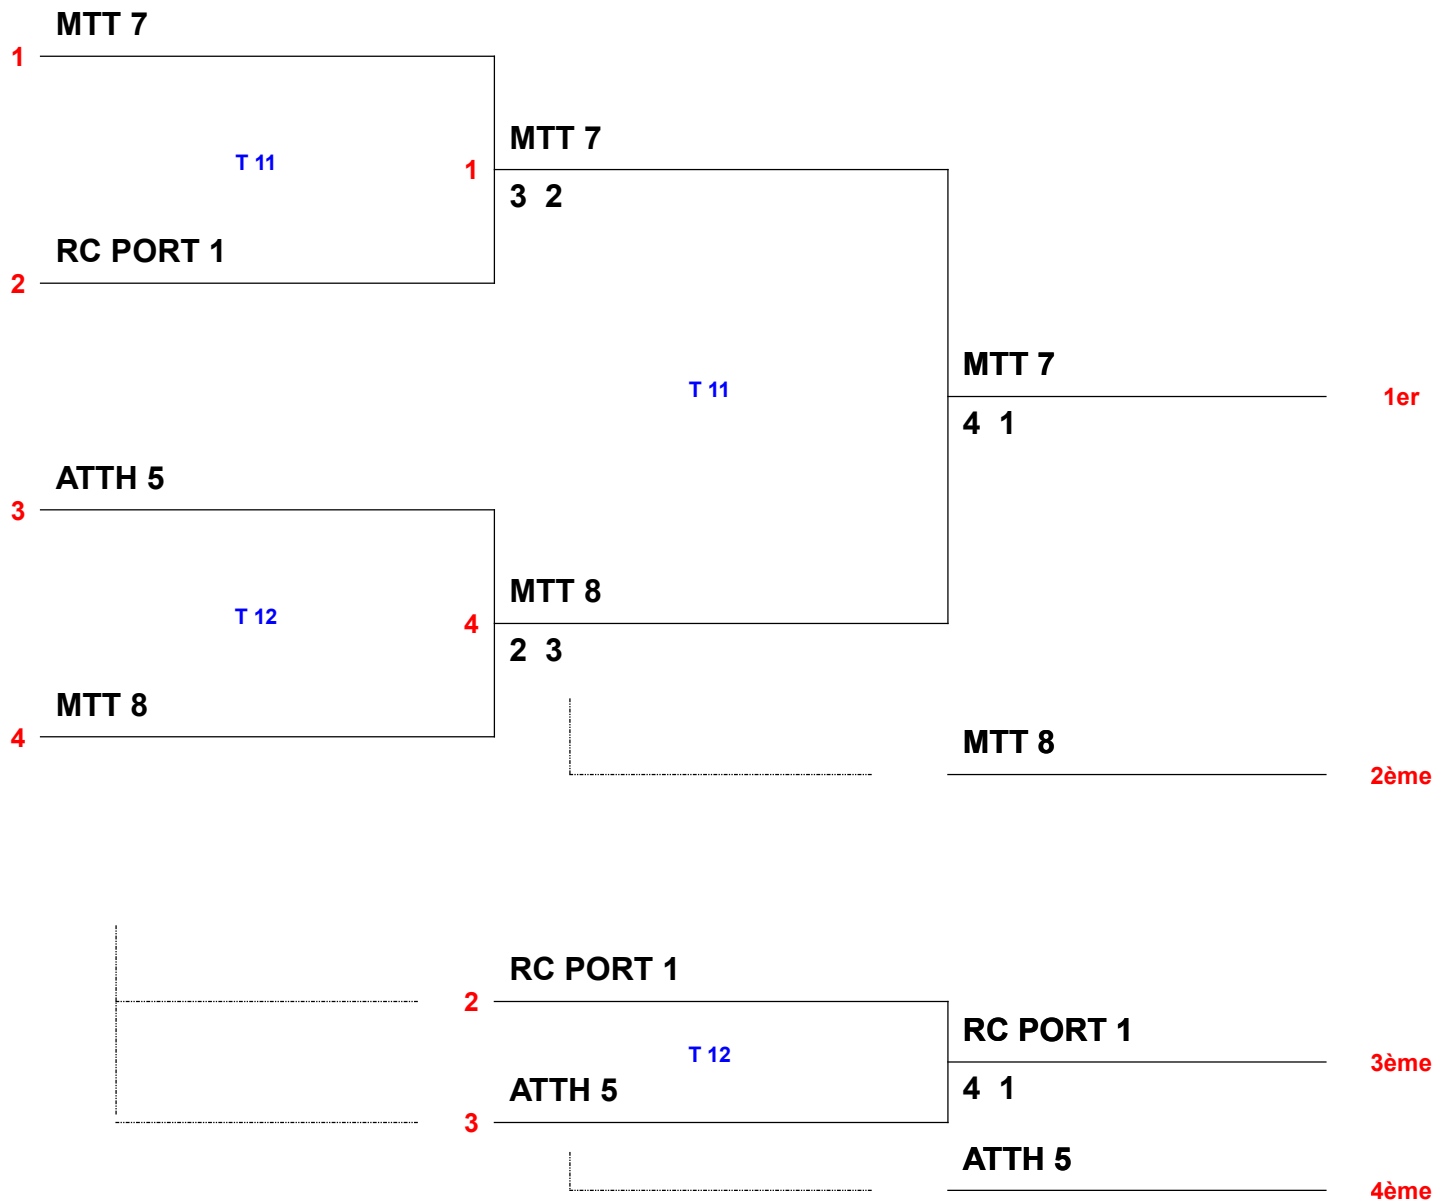 MTT 7
1
T 11
1
MTT 7
3 2
RC PORT 1
2
MTT 7
T 11
1er
4 1
ATTH 5
3
T 12
4
MTT 8
2 3
MTT 8
4
MTT 8
2ème
RC PORT 1
2
T 12
RC PORT 1
3ème
4 1
ATTH 5
3
ATTH 5
4ème